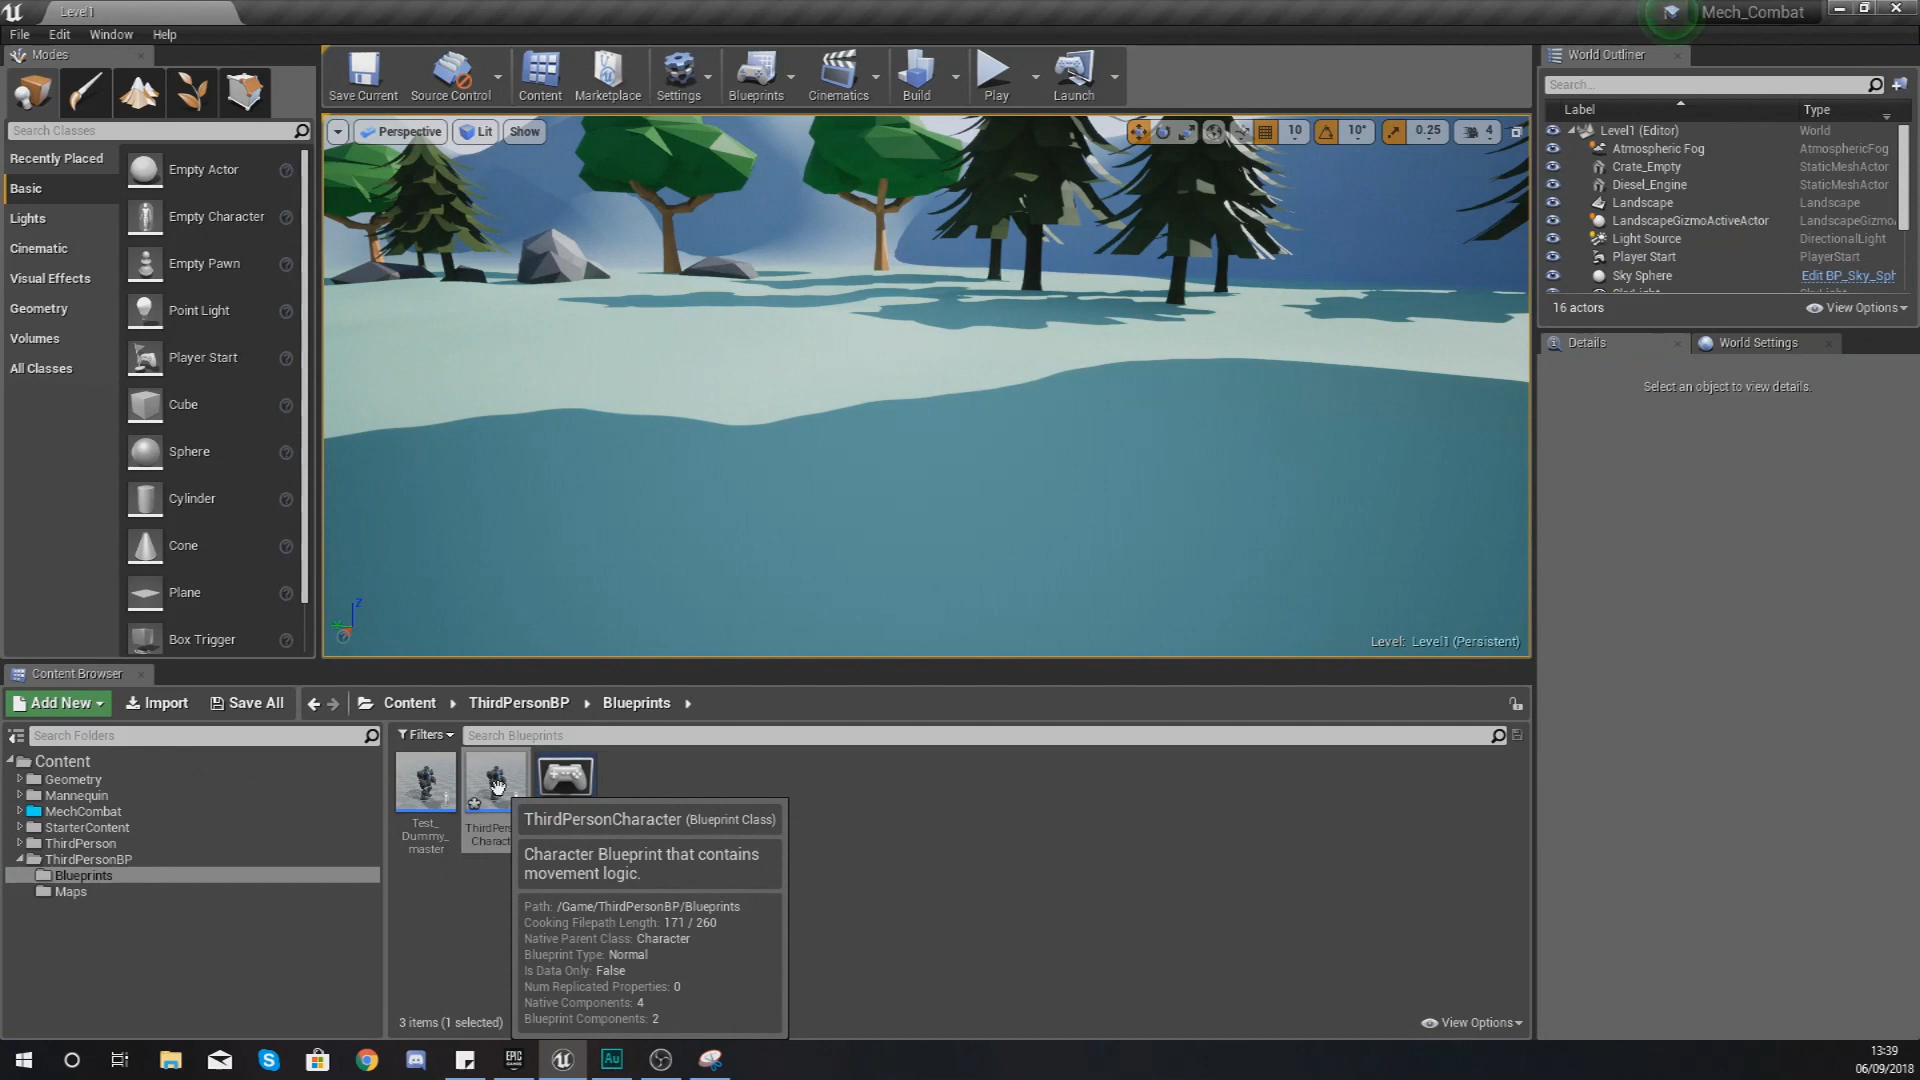 Level1
Mech_Combat
File Edit Window Help
Modes
Search Classes
Recently Placed
Basic
Lights
Cinematic
Visual Effects
Geometry
Volumes
All Classes
Empty Actor
Empty Character
Empty Pawn
Point Light
Player Start
Cube
Sphere
Cylinder
Cone
Plane
Box Trigger
Save Current
Source Control
Content
Marketplace
Settings
Blueprints
Cinematics
Build
Play
Launch
Perspective Lit Show
10 10° 0.25 4
Level: Level1 (Persistent)
World Outliner
Search...
Label Type
Level1 (Editor) World
Atmospheric Fog AtmosphericFog
Crate_Empty StaticMeshActor
Diesel_Engine StaticMeshActor
Landscape Landscape
LandscapeGizmoActiveActor LandscapeGizmo
Light Source DirectionalLight
Player Start PlayerStart
Sky Sphere Edit BP_Sky_Sph
16 actors View Options
Details World Settings
Select an object to view details.
Content Browser
Add New Import Save All Content ThirdPersonBP Blueprints
Search Folders
Filters Search Blueprints
Content
Geometry
Mannequin
MechCombat
StarterContent
ThirdPerson
ThirdPersonBP
Blueprints
Maps
Test_
Dummy_
master
ThirdPers
Charact
ThirdPersonCharacter (Blueprint Class)
Character Blueprint that contains
movement logic.
Path: /Game/ThirdPersonBP/Blueprints
Cooking Filepath Length: 171 / 260
Native Parent Class: Character
Blueprint Type: Normal
Is Data Only: False
Num Replicated Properties: 0
Native Components: 4
Blueprint Components: 2
3 items (1 selected)
View Options
EPIC
GAMES
Au
13:39
06/09/2018